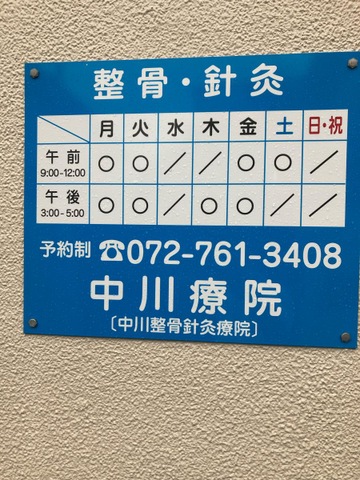 整骨・針灸
月 火 水 木 金 土 日・祝
午前 9:00-12:00 ○ ○ ／ ／ ○ ○ ／
午後 3:00-5:00 ○ ○ ／ ○ ○ ／ ／
予約制 ☎072-761-3408
中川療院
〔中川整骨針灸療院〕